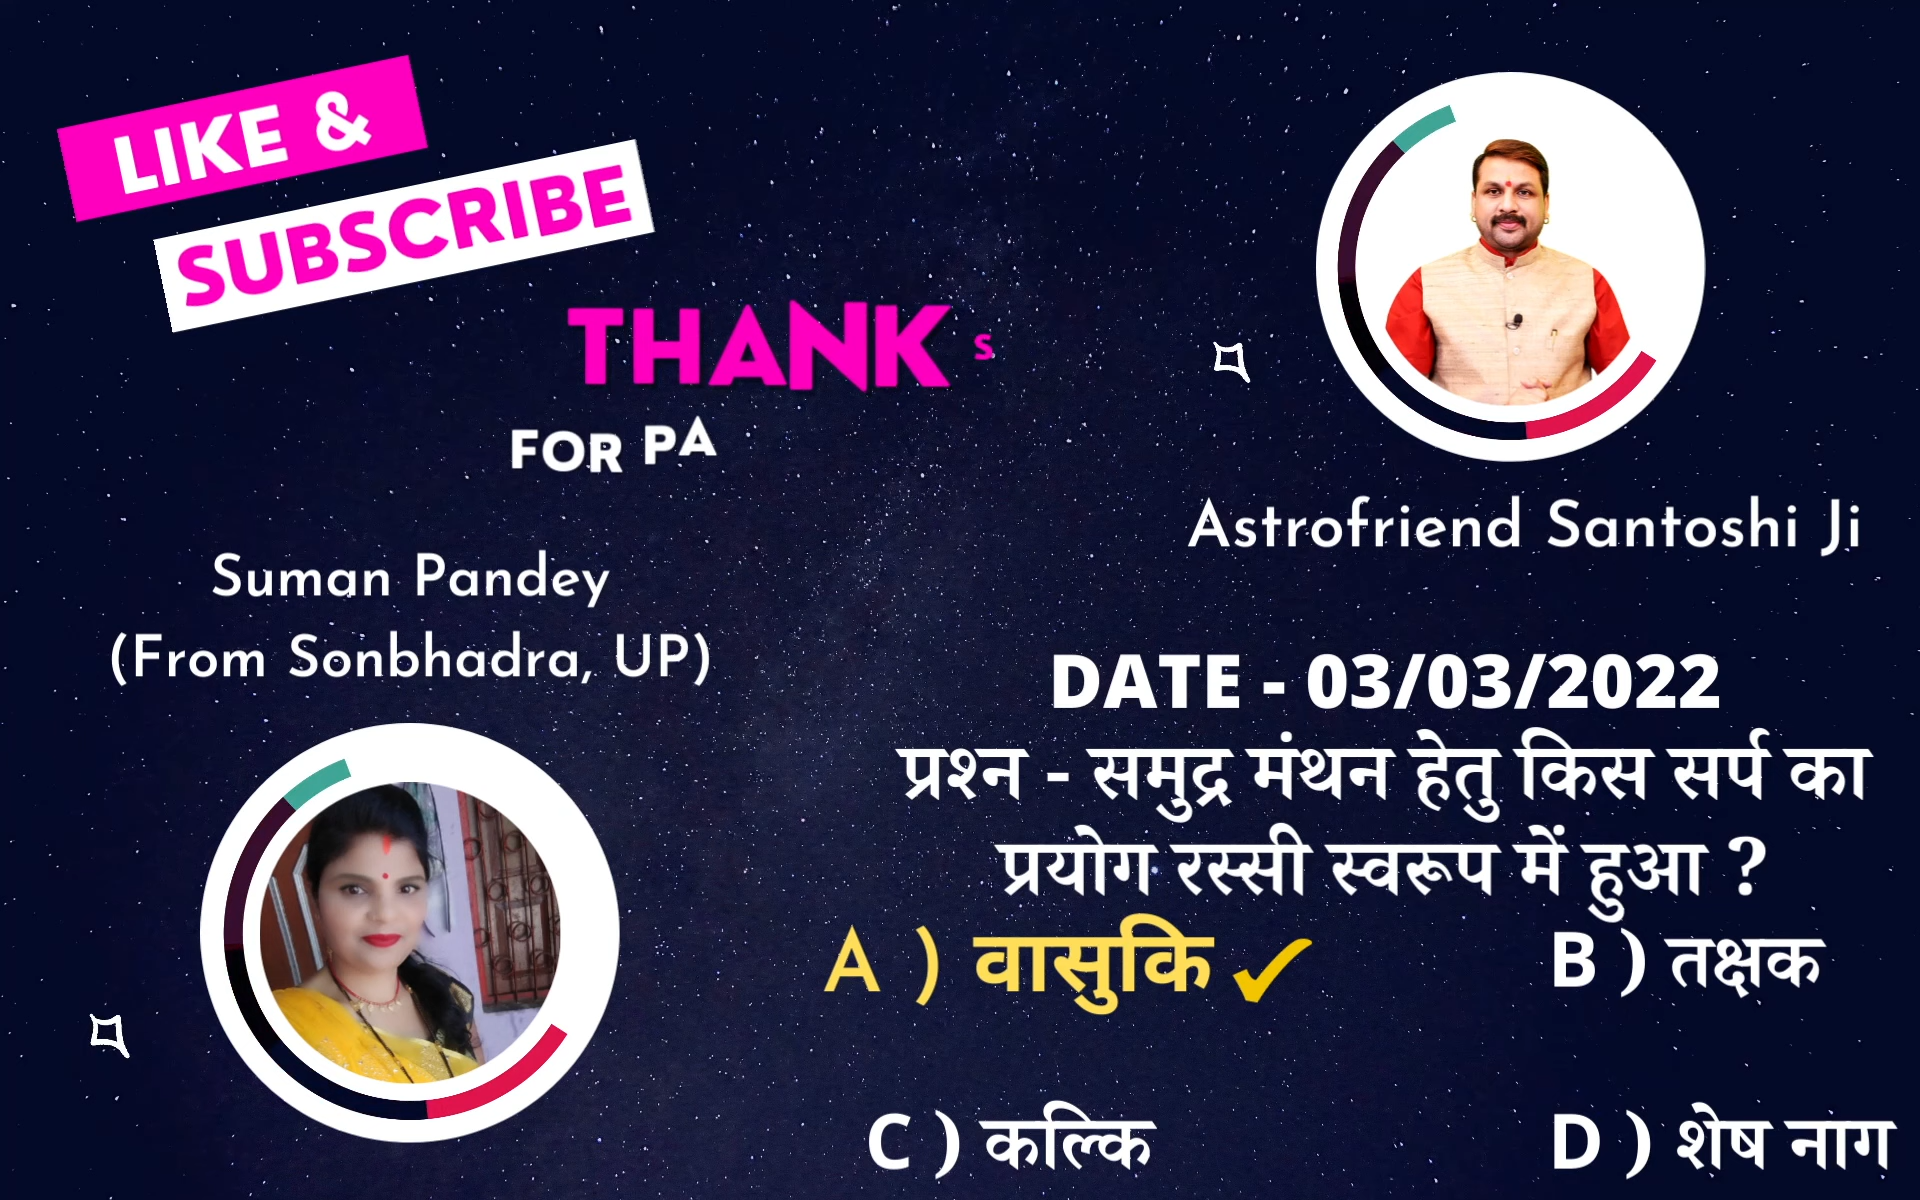 LIKE &
SUBSCRIBE
THANK s
FOR PA
Astrofriend Santoshi Ji
Suman Pandey
(From Sonbhadra, UP)
DATE - 03/03/2022
प्रश्न - समुद्र मंथन हेतु किस सर्प का
प्रयोग रस्सी स्वरूप में हुआ ?
A ) वासुकि ✓
B ) तक्षक
C ) कल्कि
D ) शेष नाग